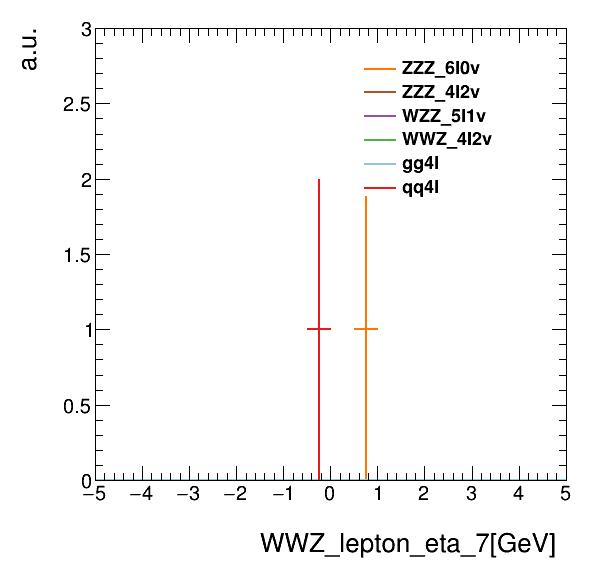 a.u.
3
2.5
2
1.5
1
0.5
0
−5 −4 −3 −2 −1 0 1 2 3 4 5
ZZZ_6l0v
ZZZ_4l2v
WZZ_5l1v
WWZ_4l2v
gg4l
qq4l
WWZ_lepton_eta_7[GeV]